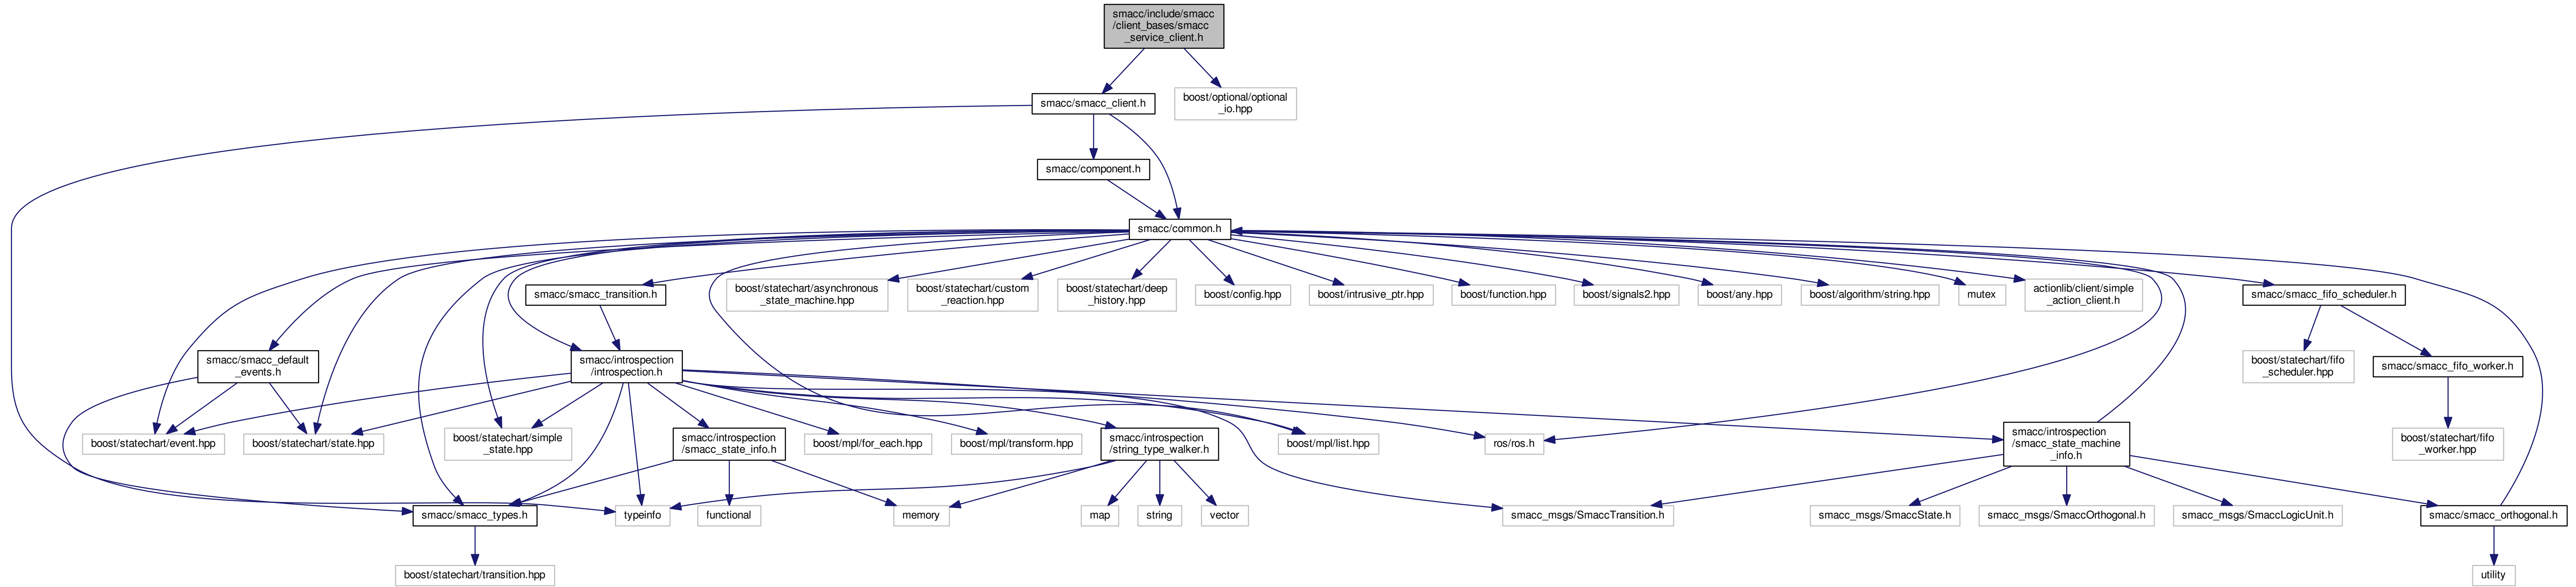 smacc/include/smacc
/client_bases/smacc
_service_client.h
smacc/smacc_client.h
boost/optional/optional
_io.hpp
smacc/component.h
smacc/common.h
smacc/smacc_transition.h
boost/statechart/asynchronous
_state_machine.hpp
boost/statechart/custom
_reaction.hpp
boost/statechart/deep
_history.hpp
boost/config.hpp
boost/intrusive_ptr.hpp
boost/function.hpp
boost/signals2.hpp
boost/any.hpp
boost/algorithm/string.hpp
mutex
actionlib/client/simple
_action_client.h
smacc/smacc_fifo_scheduler.h
smacc/smacc_default
_events.h
smacc/introspection
/introspection.h
boost/statechart/fifo
_scheduler.hpp
smacc/smacc_fifo_worker.h
boost/statechart/event.hpp
boost/statechart/state.hpp
boost/statechart/simple
_state.hpp
smacc/introspection
/smacc_state_info.h
boost/mpl/for_each.hpp
boost/mpl/transform.hpp
smacc/introspection
/string_type_walker.h
boost/mpl/list.hpp
ros/ros.h
smacc/introspection
/smacc_state_machine
_info.h
boost/statechart/fifo
_worker.hpp
smacc/smacc_types.h
typeinfo
functional
memory
map
string
vector
smacc_msgs/SmaccTransition.h
smacc_msgs/SmaccState.h
smacc_msgs/SmaccOrthogonal.h
smacc_msgs/SmaccLogicUnit.h
smacc/smacc_orthogonal.h
boost/statechart/transition.hpp
utility